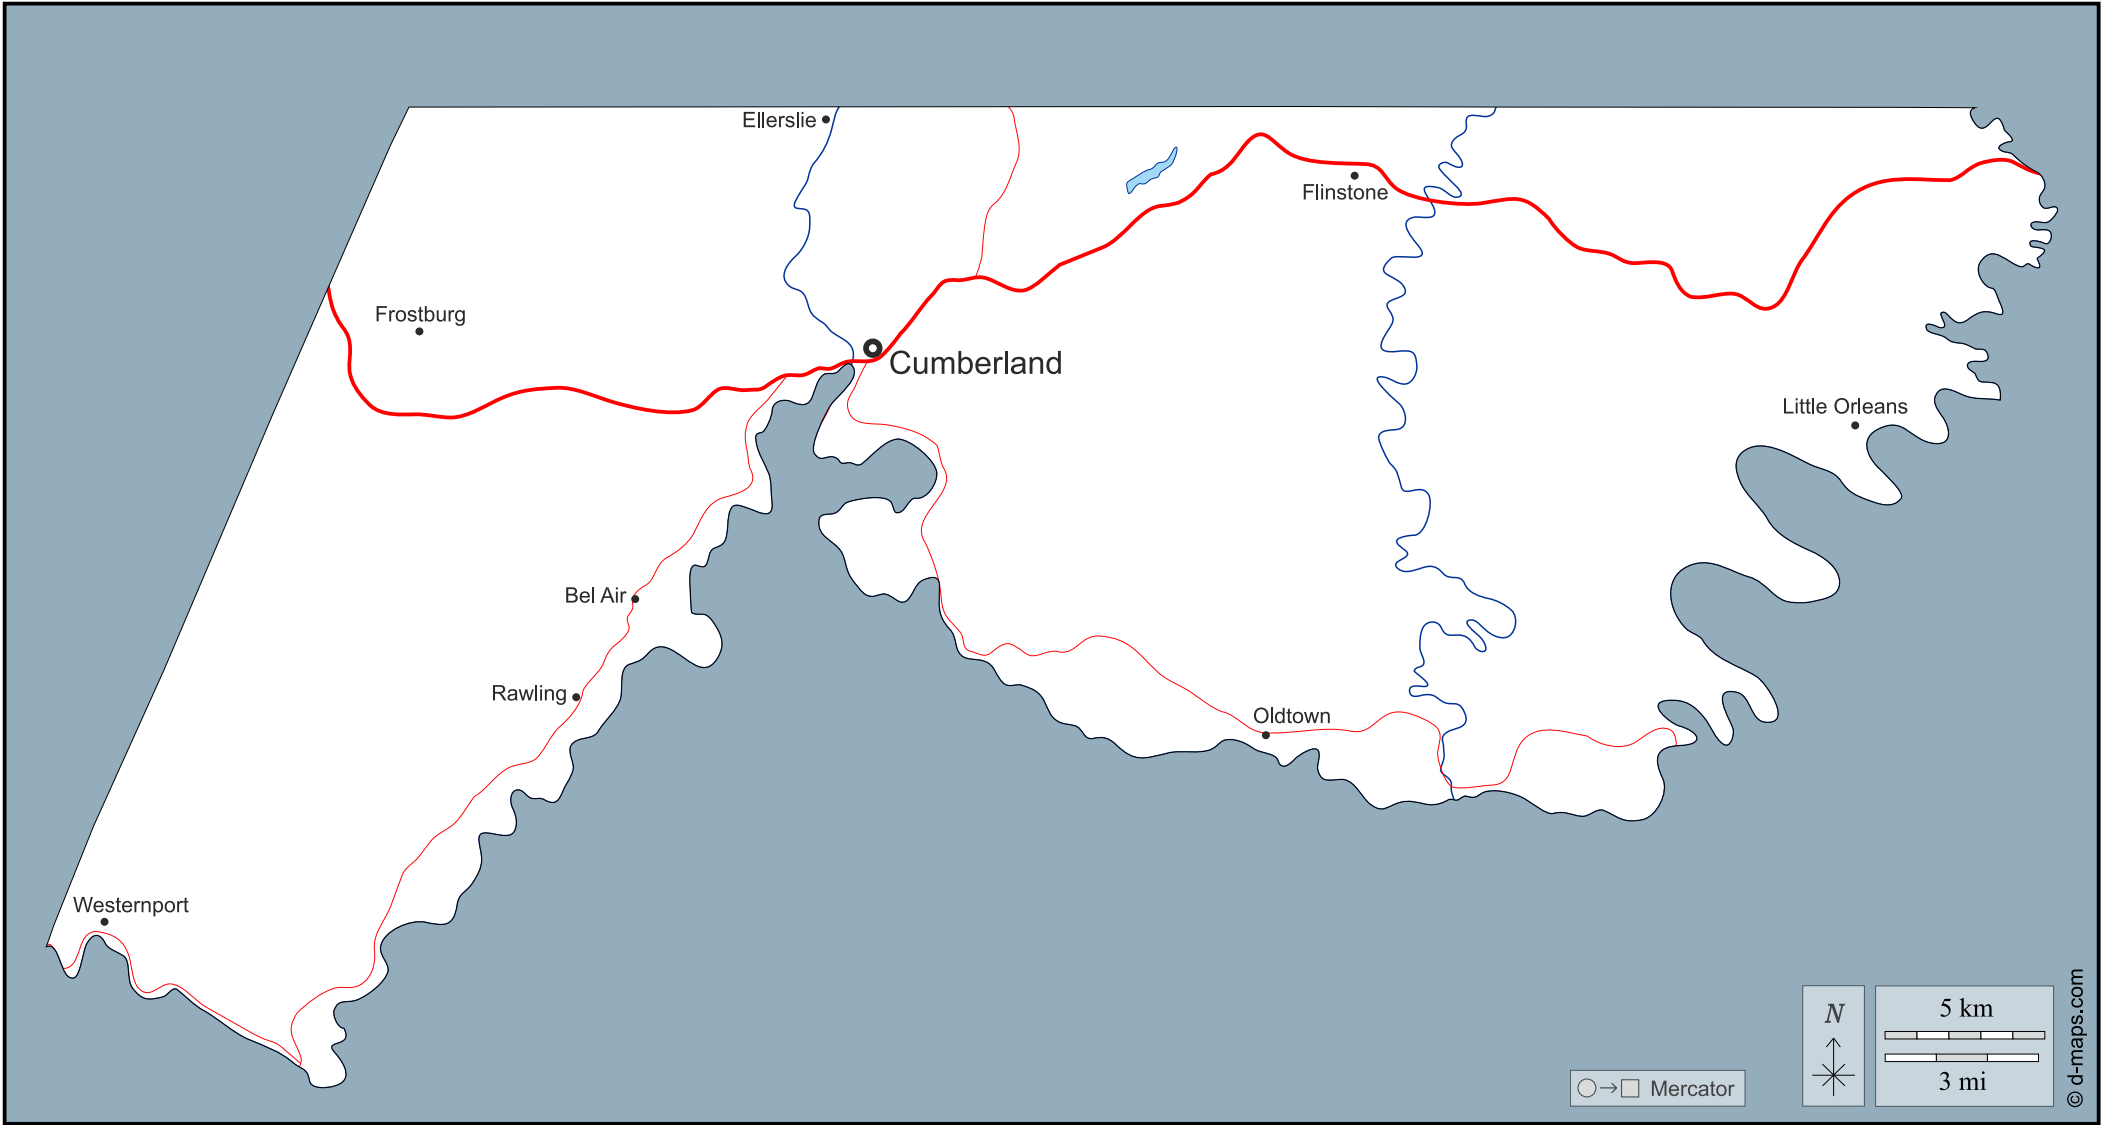 Ellerslie
Flinstone
Frostburg
Cumberland
Little Orleans
Bel Air
Rawling
Oldtown
Westernport
N
5 km
3 mi
Mercator
© d-maps.com